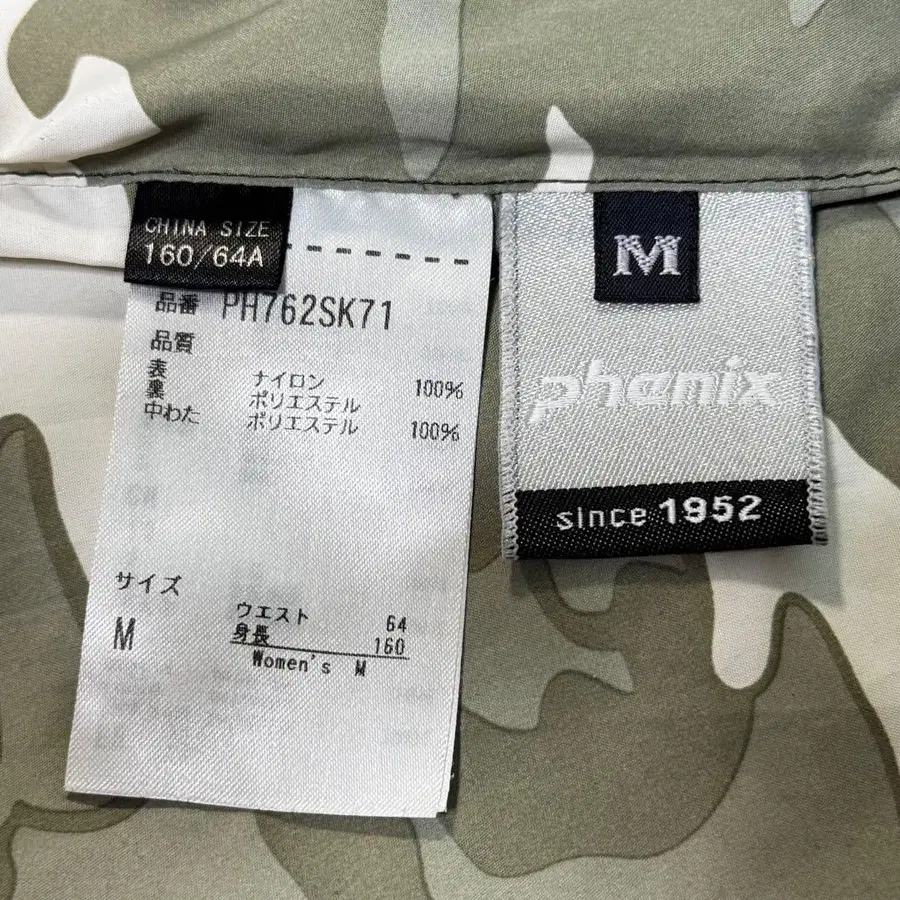 CHINA SIZE
160/64A
品番 PH762SK71
品質
表 ナイロン 100%
裏 ポリエステル
中わた ポリエステル 100%
サイズ
M
ウエスト 64
身長 160
Women's M
M
phenix
since 1952